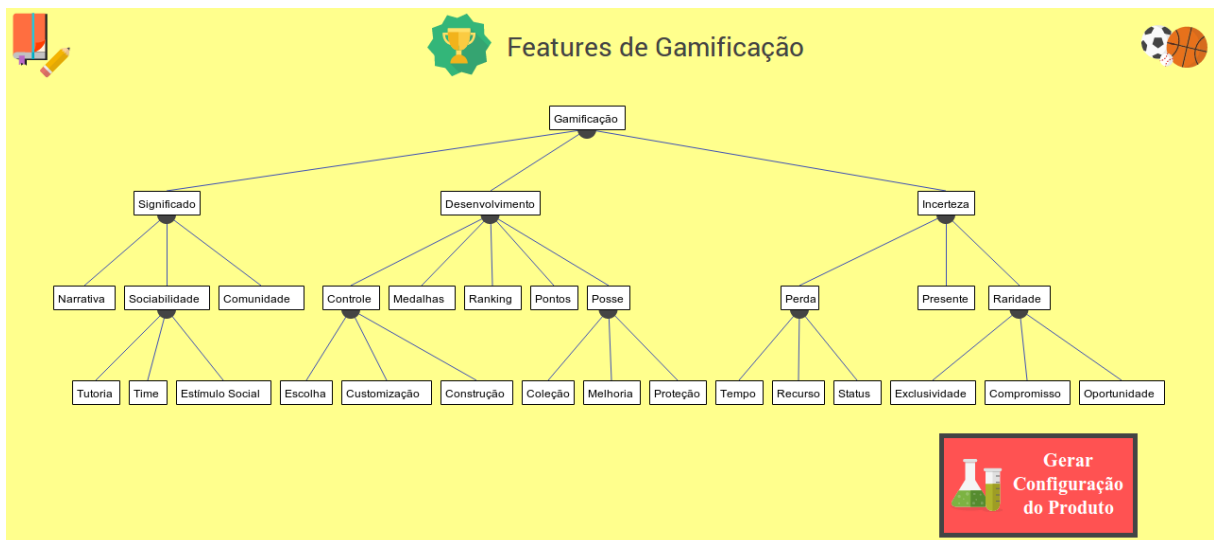 Features de Gamificação
Gamificação
Significado
Desenvolvimento
Incerteza
Narrativa
Sociabilidade
Comunidade
Controle
Medalhas
Ranking
Pontos
Posse
Perda
Presente
Raridade
Tutoria
Time
Estímulo Social
Escolha
Customização
Construção
Coleção
Melhoria
Proteção
Tempo
Recurso
Status
Exclusividade
Compromisso
Oportunidade
Gerar
Configuração
do Produto